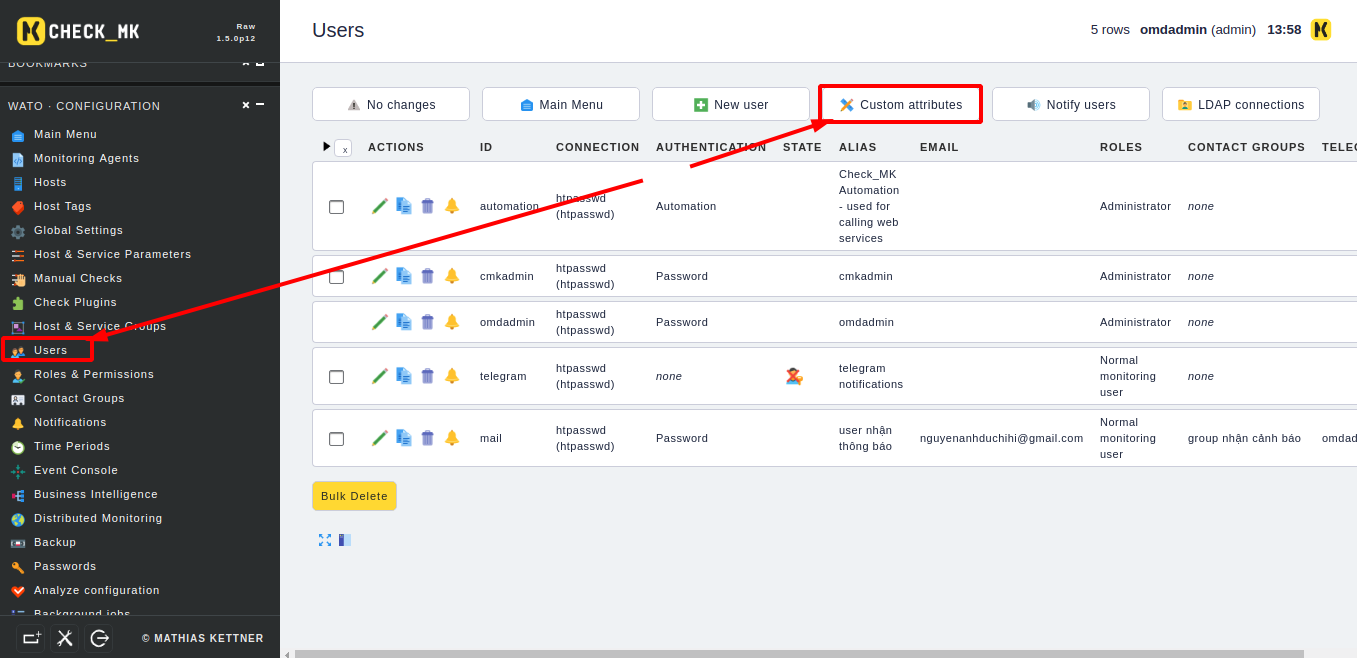 CHECK_MK
Raw
1.5.0p12
BOOKMARKS
WATO · CONFIGURATION
Main Menu
Monitoring Agents
Hosts
Host Tags
Global Settings
Host & Service Parameters
Manual Checks
Check Plugins
Host & Service Groups
Users
Roles & Permissions
Contact Groups
Notifications
Time Periods
Event Console
Business Intelligence
Distributed Monitoring
Backup
Passwords
Analyze configuration
Background jobs
© MATHIAS KETTNER
Users
5 rows omdadmin (admin) 13:58
No changes Main Menu New user Custom attributes Notify users LDAP connections
x ACTIONS ID CONNECTION AUTHENTICATION STATE ALIAS EMAIL ROLES CONTACT GROUPS
automation htpasswd (htpasswd) Automation Check_MK Automation - used for calling web services Administrator none
cmkadmin htpasswd (htpasswd) Password cmkadmin Administrator none
omdadmin htpasswd (htpasswd) Password omdadmin Administrator none
telegram htpasswd (htpasswd) none telegram notifications Normal monitoring user none
mail htpasswd (htpasswd) Password user nhận thông báo nguyenanhduchihi@gmail.com Normal monitoring user group nhận cảnh báo
Bulk Delete